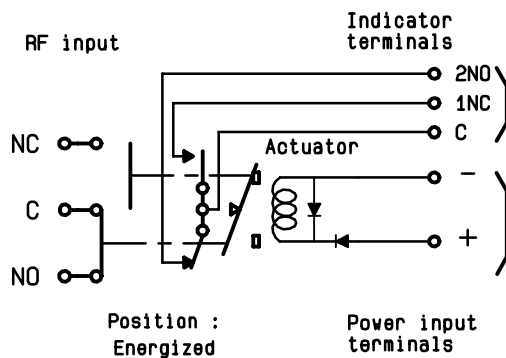 RF input
Indicator
terminals
2NO
1NC
C
Actuator
NC
C
NO
-
+
Position :
Energized
Power input
terminals